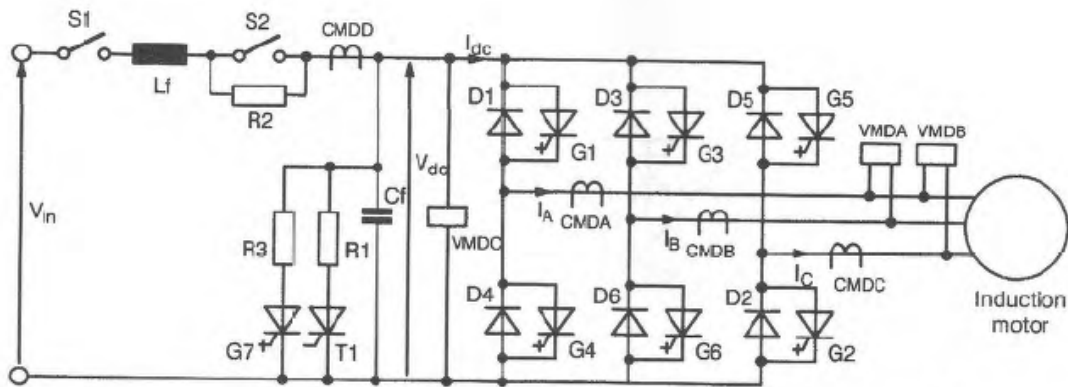 S1
S2
CMDD
Idc
Lf
R2
D1
D3
D5
G5
VMDA
VMDB
G1
G3
Vdc
Vin
Cf
IA
CMDA
R3
R1
VMDC
IB
CMDB
IC
CMDC
D4
D6
D2
Induction
motor
G7
T1
G4
G6
G2